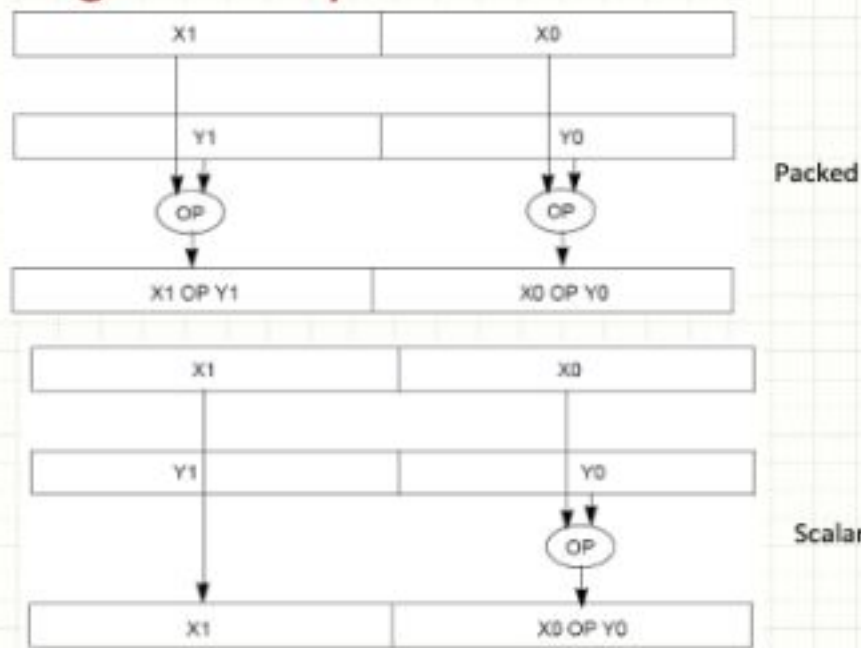 X1 X0
Y1 Y0
Packed
OP OP
X1 OP Y1 X0 OP Y0
X1 X0
Y1 Y0
Scalar
OP
X1 X0 OP Y0